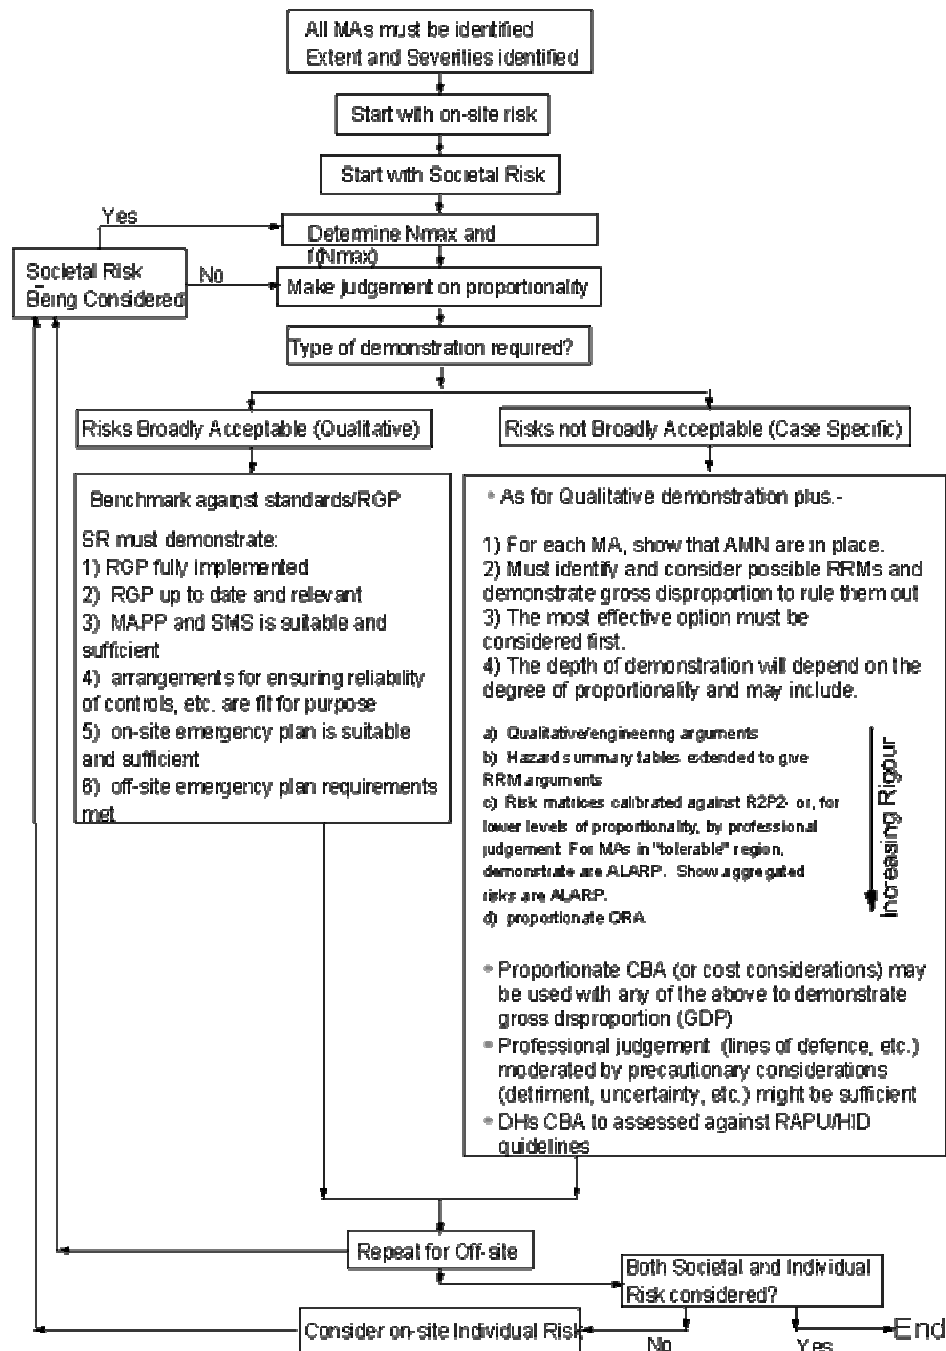 All MAs must be identified
Extent and Severities identified
Start with on-site risk
Start with Societal Risk
Yes
Determine Nmax and
f(Nmax)
Societal Risk
Being Considered
No
Make judgement on proportionality
Type of demonstration required?
Risks Broadly Acceptable (Qualitative)
Risks not Broadly Acceptable (Case Specific)
Benchmark against standards/RGP
SR must demonstrate:
1) RGP fully implemented
2) RGP up to date and relevant
3) MAPP and SMS is suitable and
sufficient
4) arrangements for ensuring reliability
of controls, etc. are fit for purpose
5) on-site emergency plan is suitable
and sufficient
6) off-site emergency plan requirements
met
• As for Qualitative demonstration plus.-
1) For each MA, show that AMN are in place.
2) Must identify and consider possible RRMs and
demonstrate gross disproportion to rule them out
3) The most effective option must be
considered first.
4) The depth of demonstration will depend on the
degree of proportionality and may include.
a) Qualitative/engineering arguments
b) Hazard summary tables extended to give
RRM arguments
c) Risk matrices calibrated against R2P2- or, for
lower levels of proportionality, by professional
judgement For MAs in "tolerable" region,
demonstrate are ALARP. Show aggregated
risks are ALARP.
d) proportionate QRA
Increasing Rigour
• Proportionate CBA (or cost considerations) may
be used with any of the above to demonstrate
gross disproportion (GDP)
• Professional judgement (lines of defence, etc.)
moderated by precautionary considerations
(detriment, uncertainty, etc.) might be sufficient
• DHs CBA to assessed against RAPU/HID
guidelines
Repeat for Off-site
Both Societal and Individual
Risk considered?
Consider on-site Individual Risk
No
Yes
End